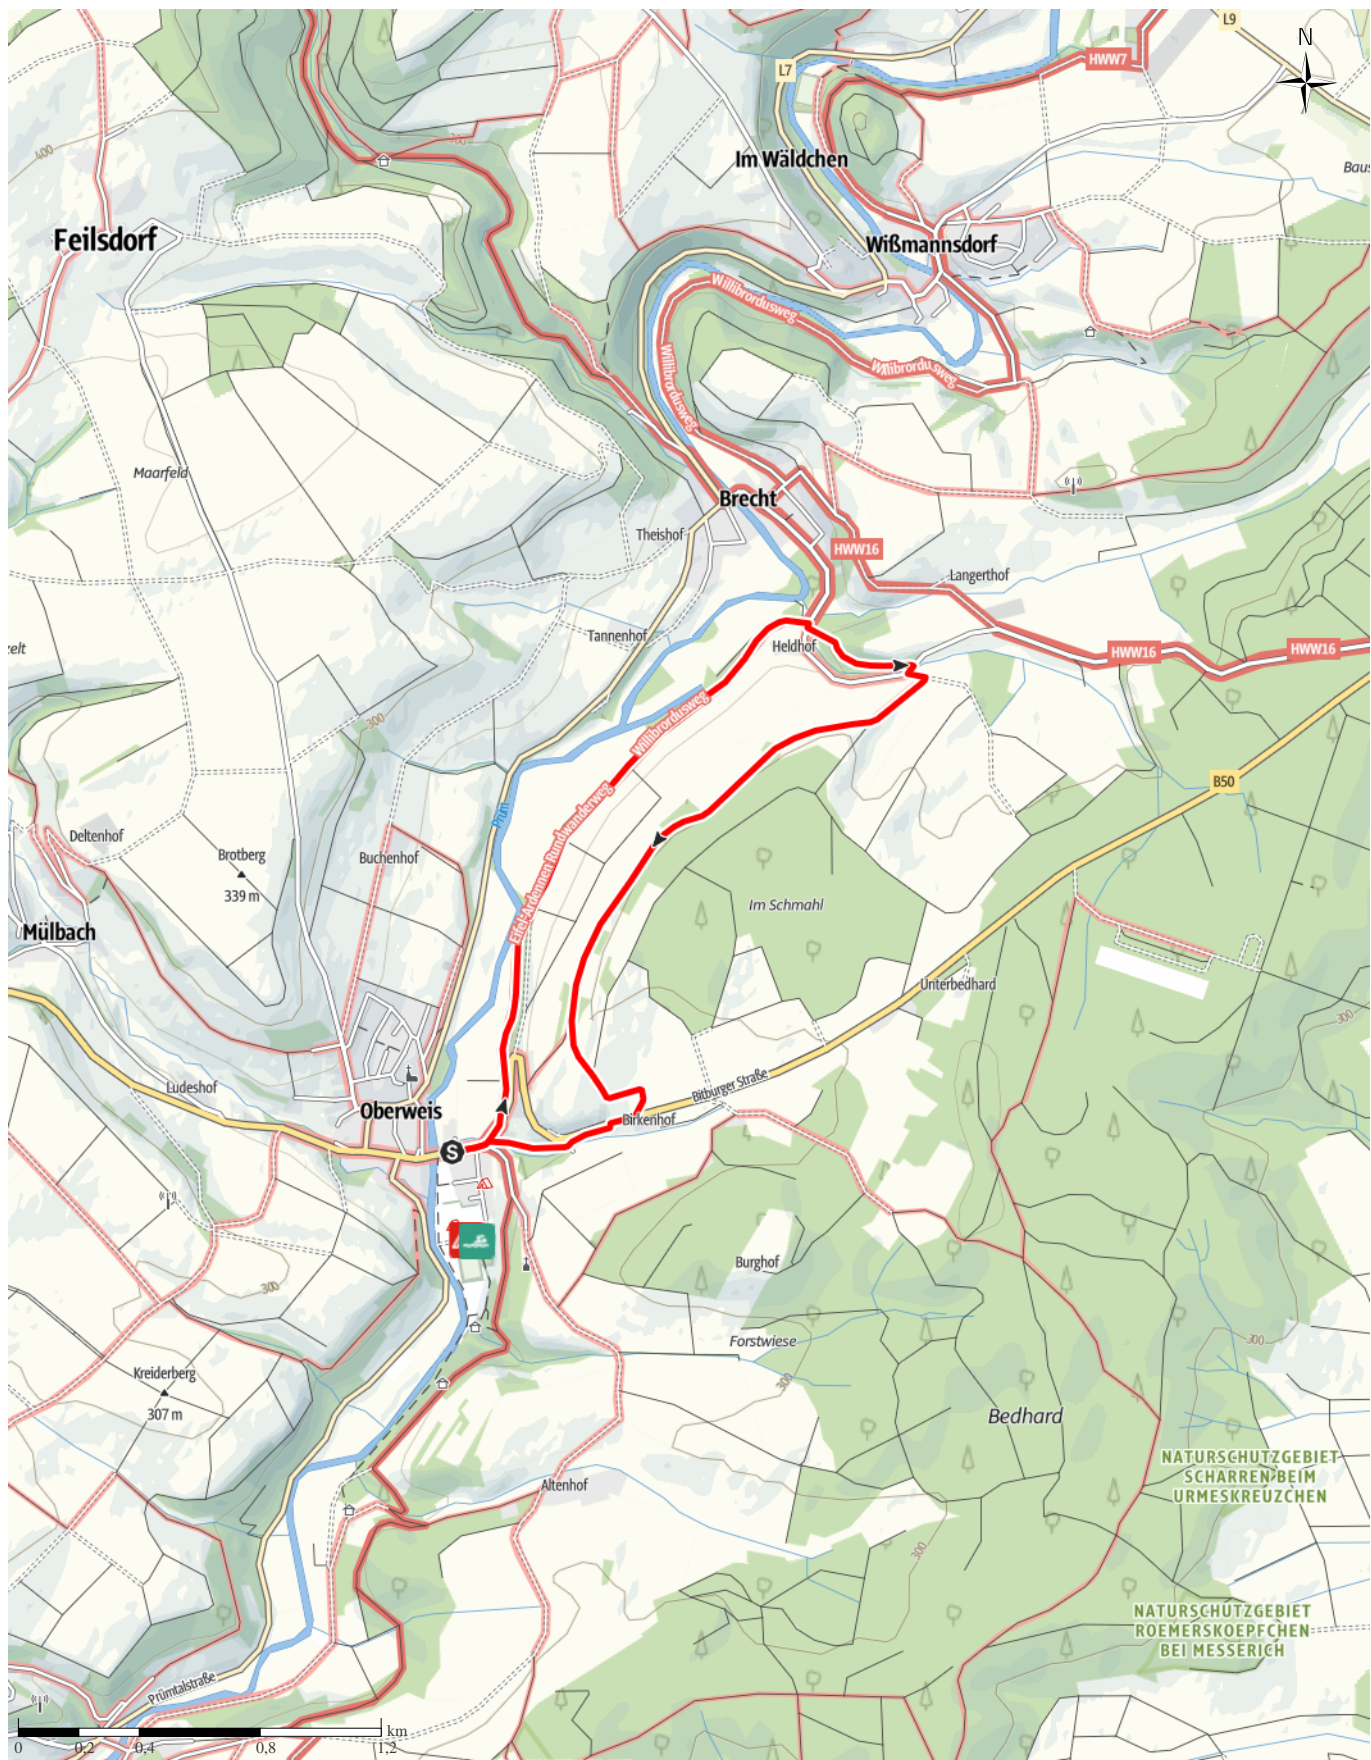 L9
N
HWW7
L7
300
400
Im Wäldchen
Baus
Feilsdorf
Wißmannsdorf
Willibrordusweg
Willibrordusweg
Willibrordusweg
Maarfeld
Brecht
Theishof
HWW16
Langerthof
Tannenhof
Heldhof
zelt
HWW16
HWW16
300
Willibrordusweg
B50
Prüm
Eifel-Ardennen Rundwanderweg
Deltenhof
Brotberg
339 m
Buchenhof
Im Schmahl
Mülbach
Unterbedhard
300
Ludeshof
Bitburger Straße
Oberweis
Birkenhof
S
300
Burghof
Forstwiese
300
Kreiderberg
307 m
300
Bedhard
NATURSCHUTZGEBIET
SCHARREN BEIM
URMESKREUZCHEN
Altenhof
300
NATURSCHUTZGEBIET
ROEMERSKOEPFCHEN
BEI MESSERICH
Prümtalstraße
km
0 0,2 0,4 0,8 1,2